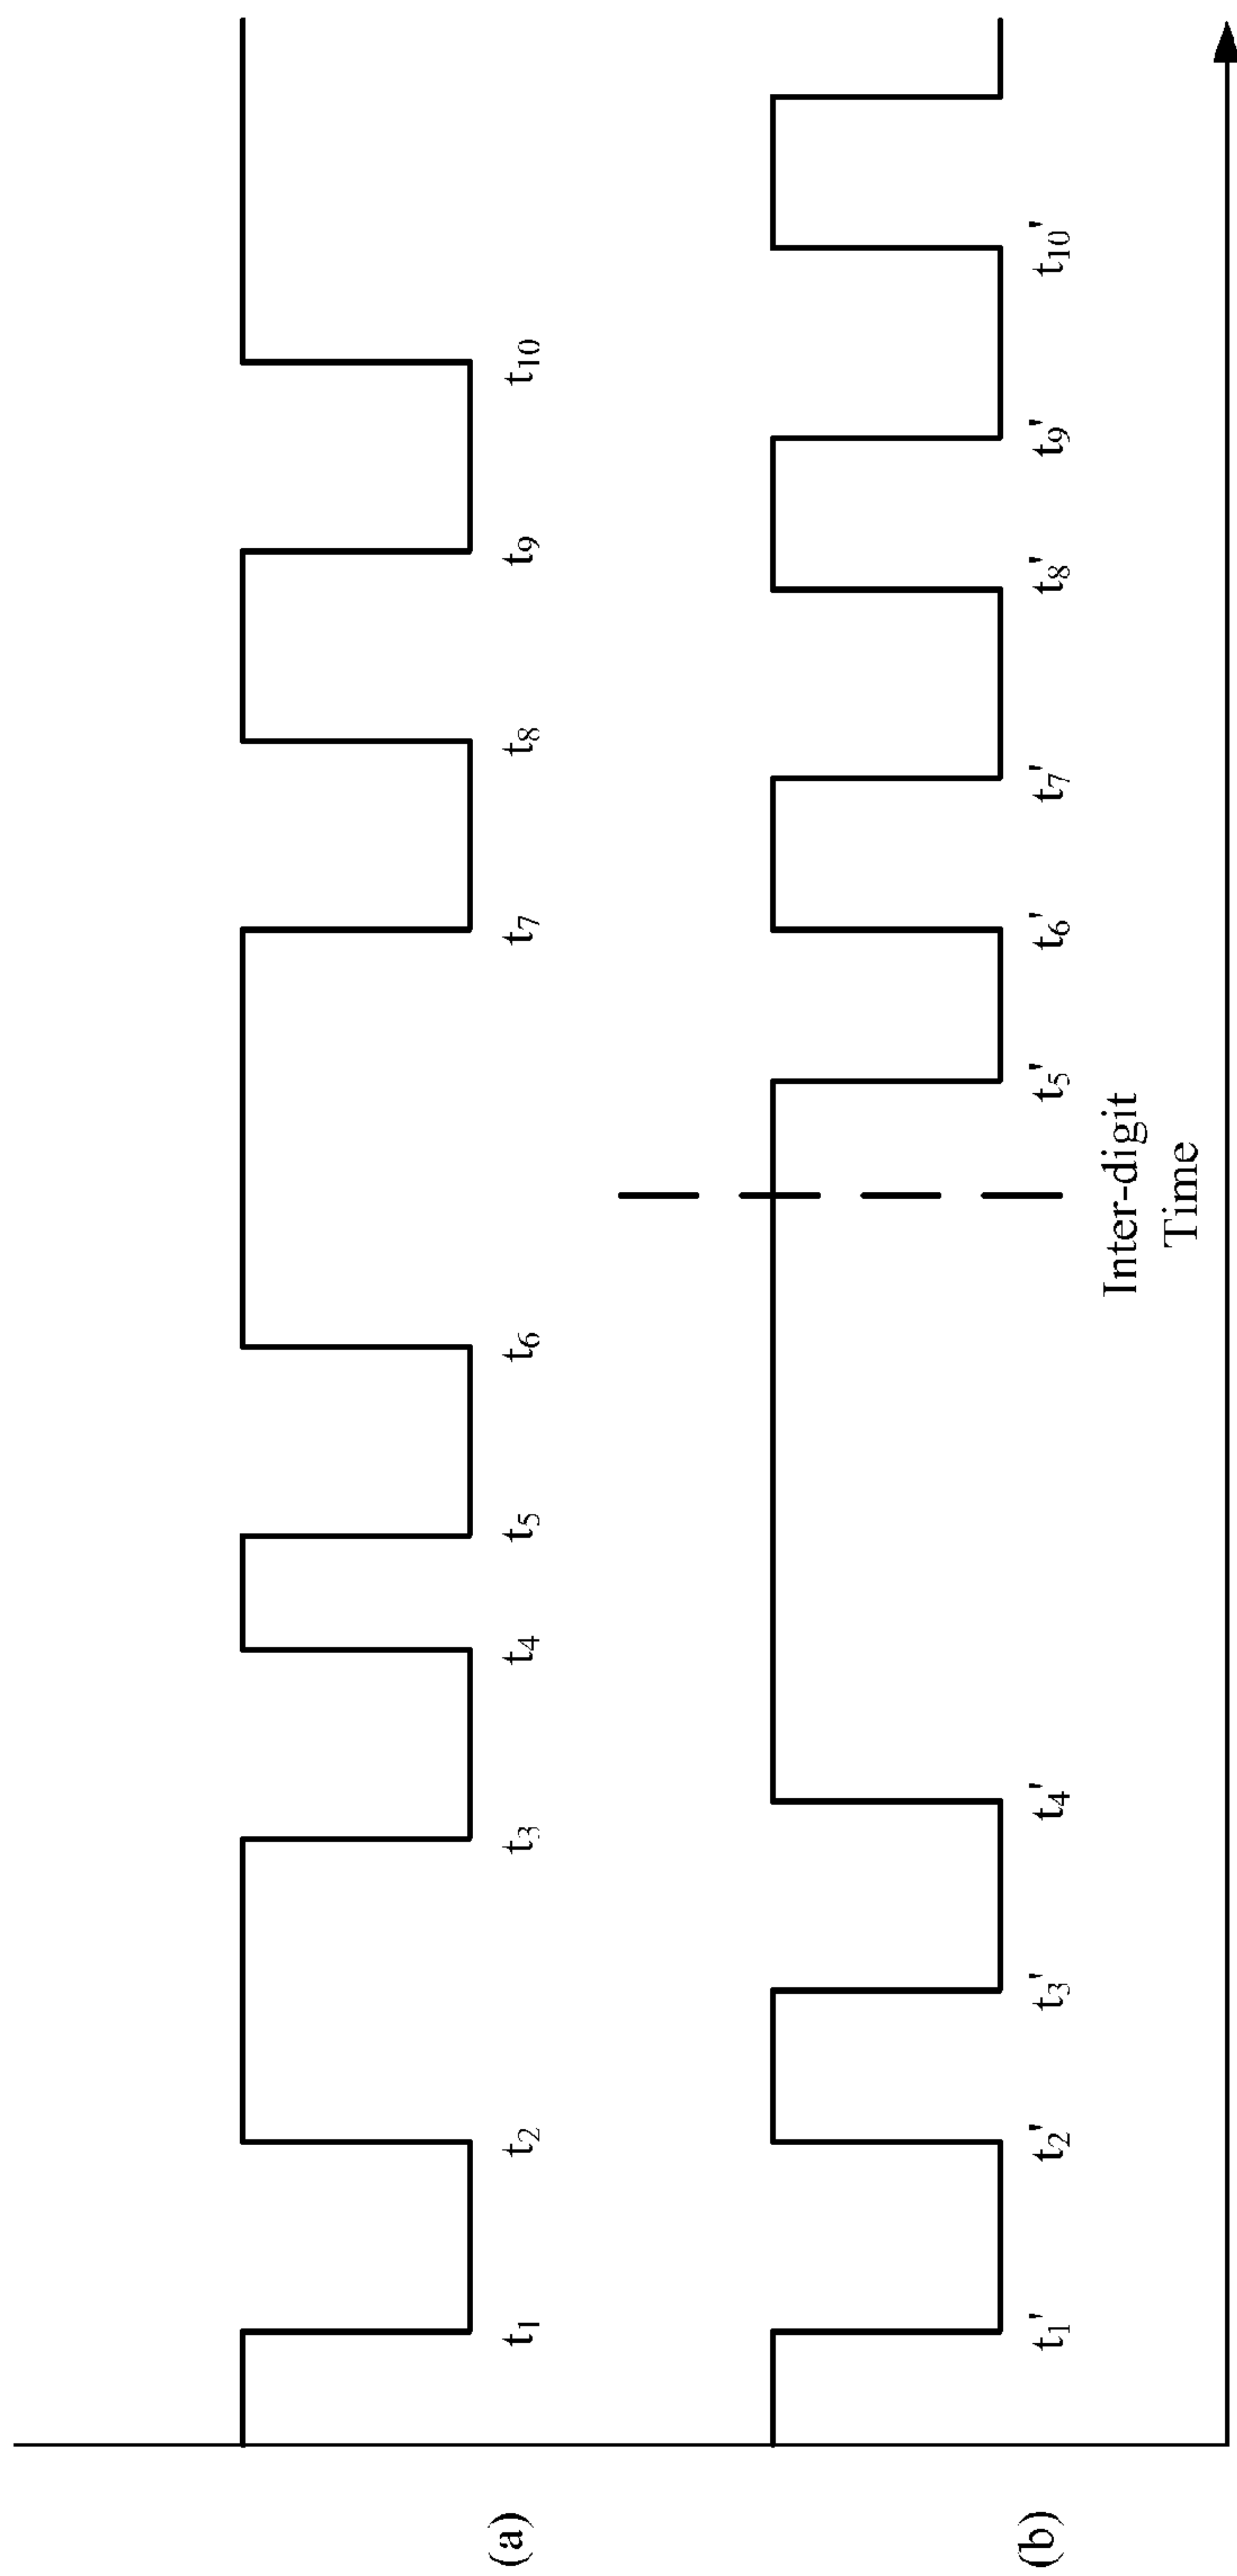 (a)
t₁
t₂
t₃
t₄
t₅
t₆
t₇
t₈
t₉
t₁₀
(b)
t₁'
t₂'
t₃'
t₄'
t₅'
t₆'
t₇'
t₈'
t₉'
t₁₀'
Inter-digit
Time